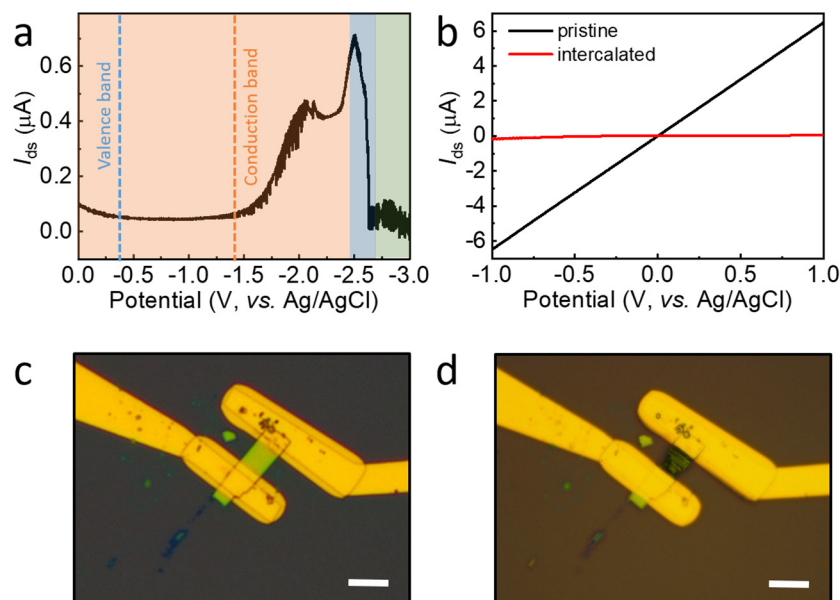 a
0.6
0.4
0.2
0.0
I_ds (μA)
Valence band
Conduction band
0.0 -0.5 -1.0 -1.5 -2.0 -2.5 -3.0
Potential (V, vs. Ag/AgCl)
b
pristine
intercalated
6
4
2
0
-2
-4
-6
I_ds (μA)
-1.0 -0.5 0.0 0.5 1.0
Potential (V, vs. Ag/AgCl)
c
d